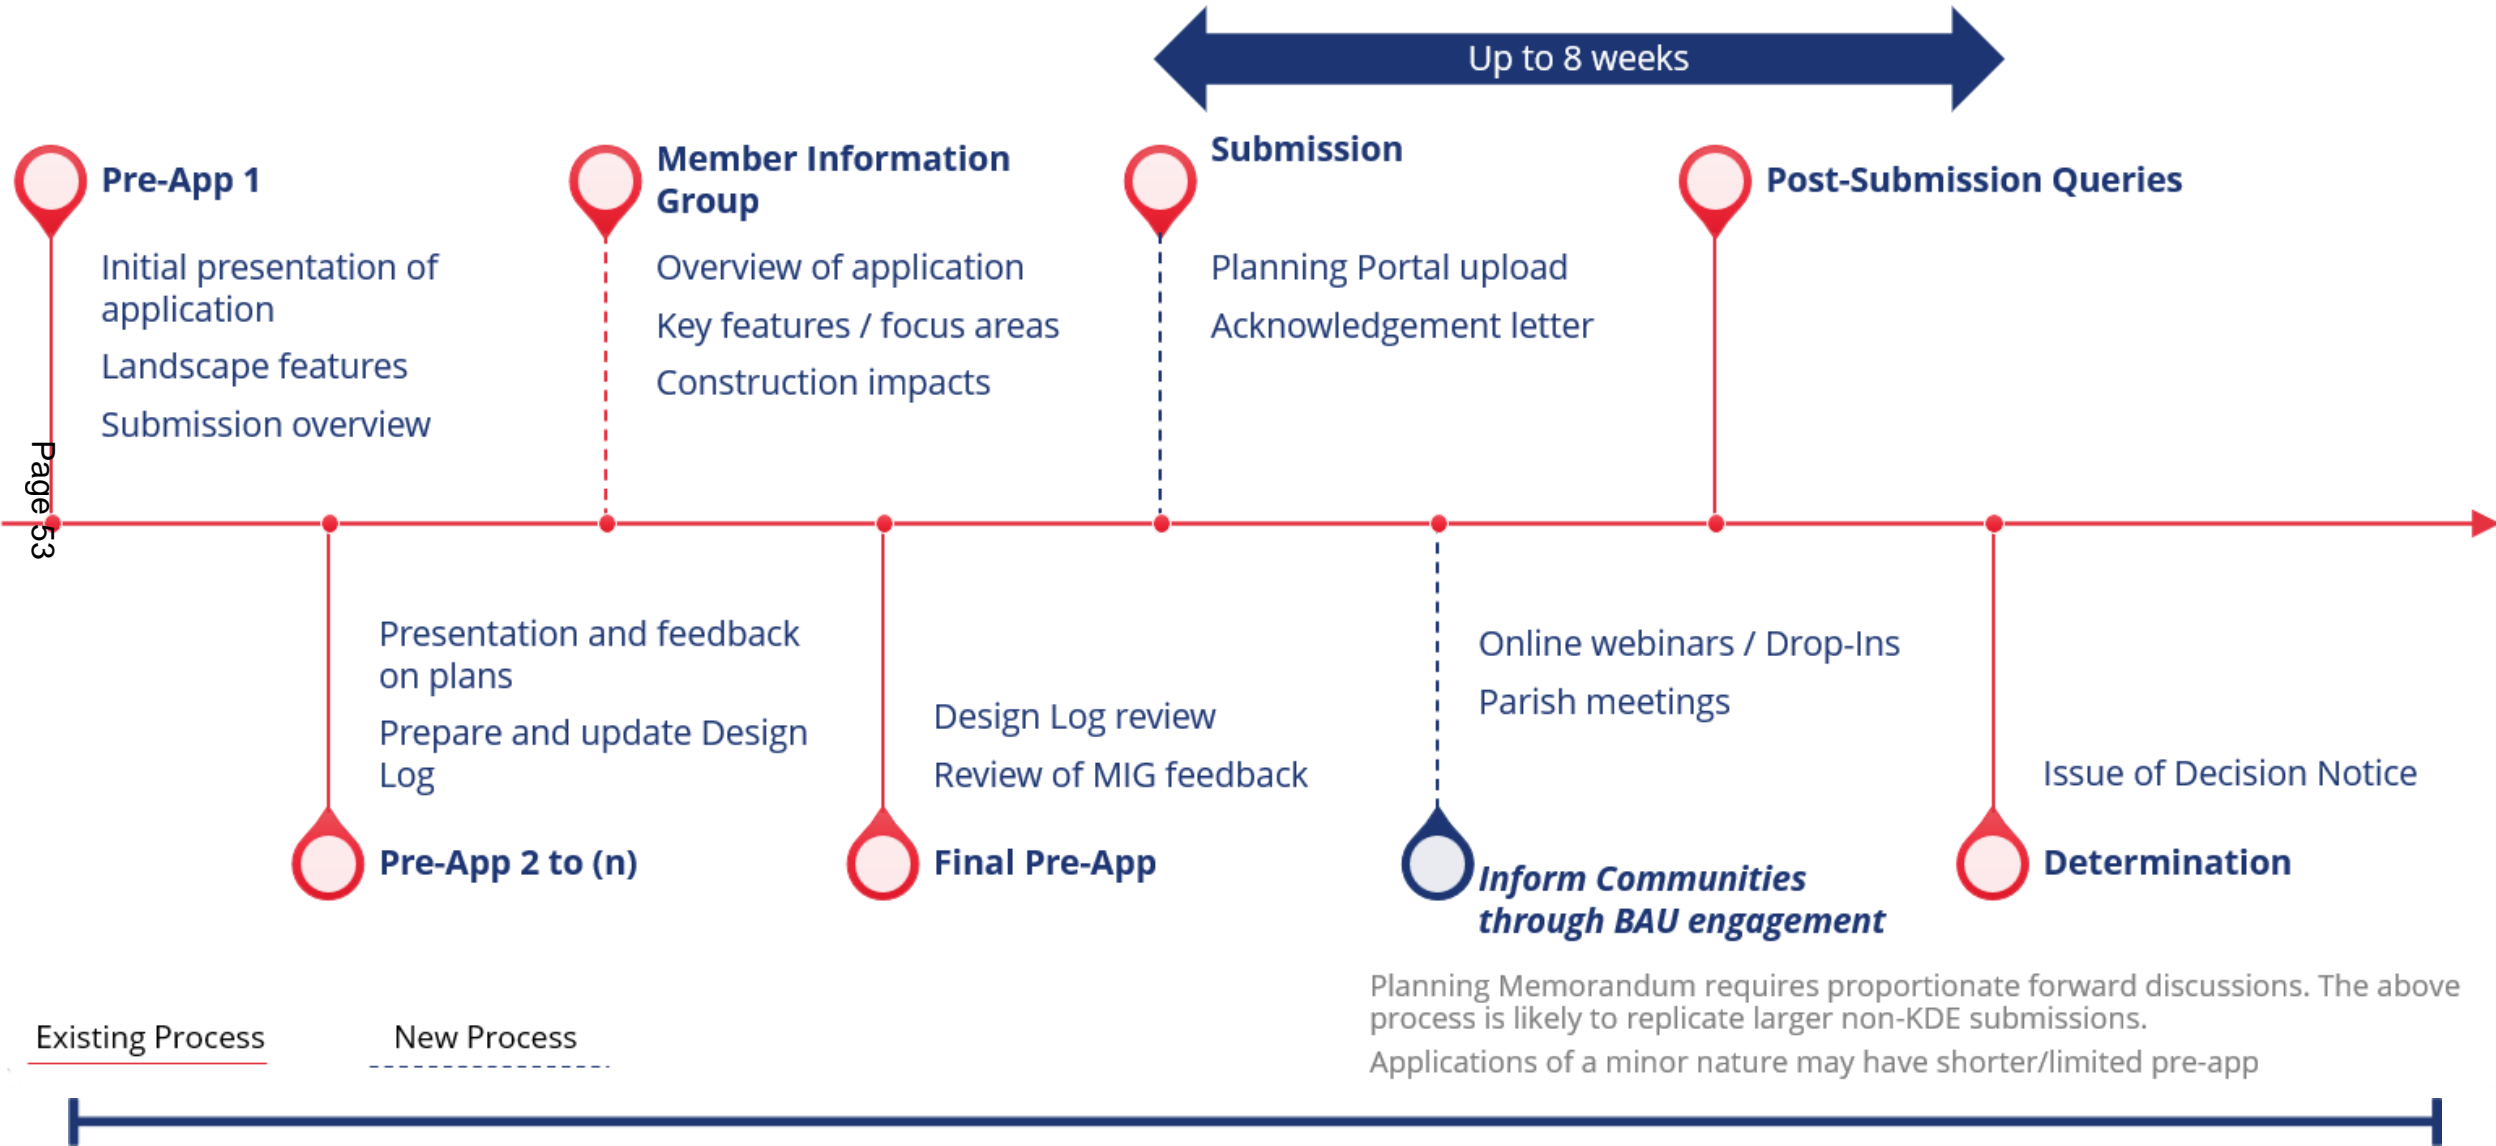 Up to 8 weeks
Pre-App 1
Initial presentation of
application
Landscape features
Submission overview
Member Information
Group
Overview of application
Key features / focus areas
Construction impacts
Submission
Planning Portal upload
Acknowledgement letter
Post-Submission Queries
Page 53
Presentation and feedback
on plans
Prepare and update Design
Log
Pre-App 2 to (n)
Design Log review
Review of MIG feedback
Final Pre-App
Online webinars / Drop-Ins
Parish meetings
Inform Communities
through BAU engagement
Issue of Decision Notice
Determination
Planning Memorandum requires proportionate forward discussions. The above
process is likely to replicate larger non-KDE submissions.
Applications of a minor nature may have shorter/limited pre-app
Existing Process
New Process